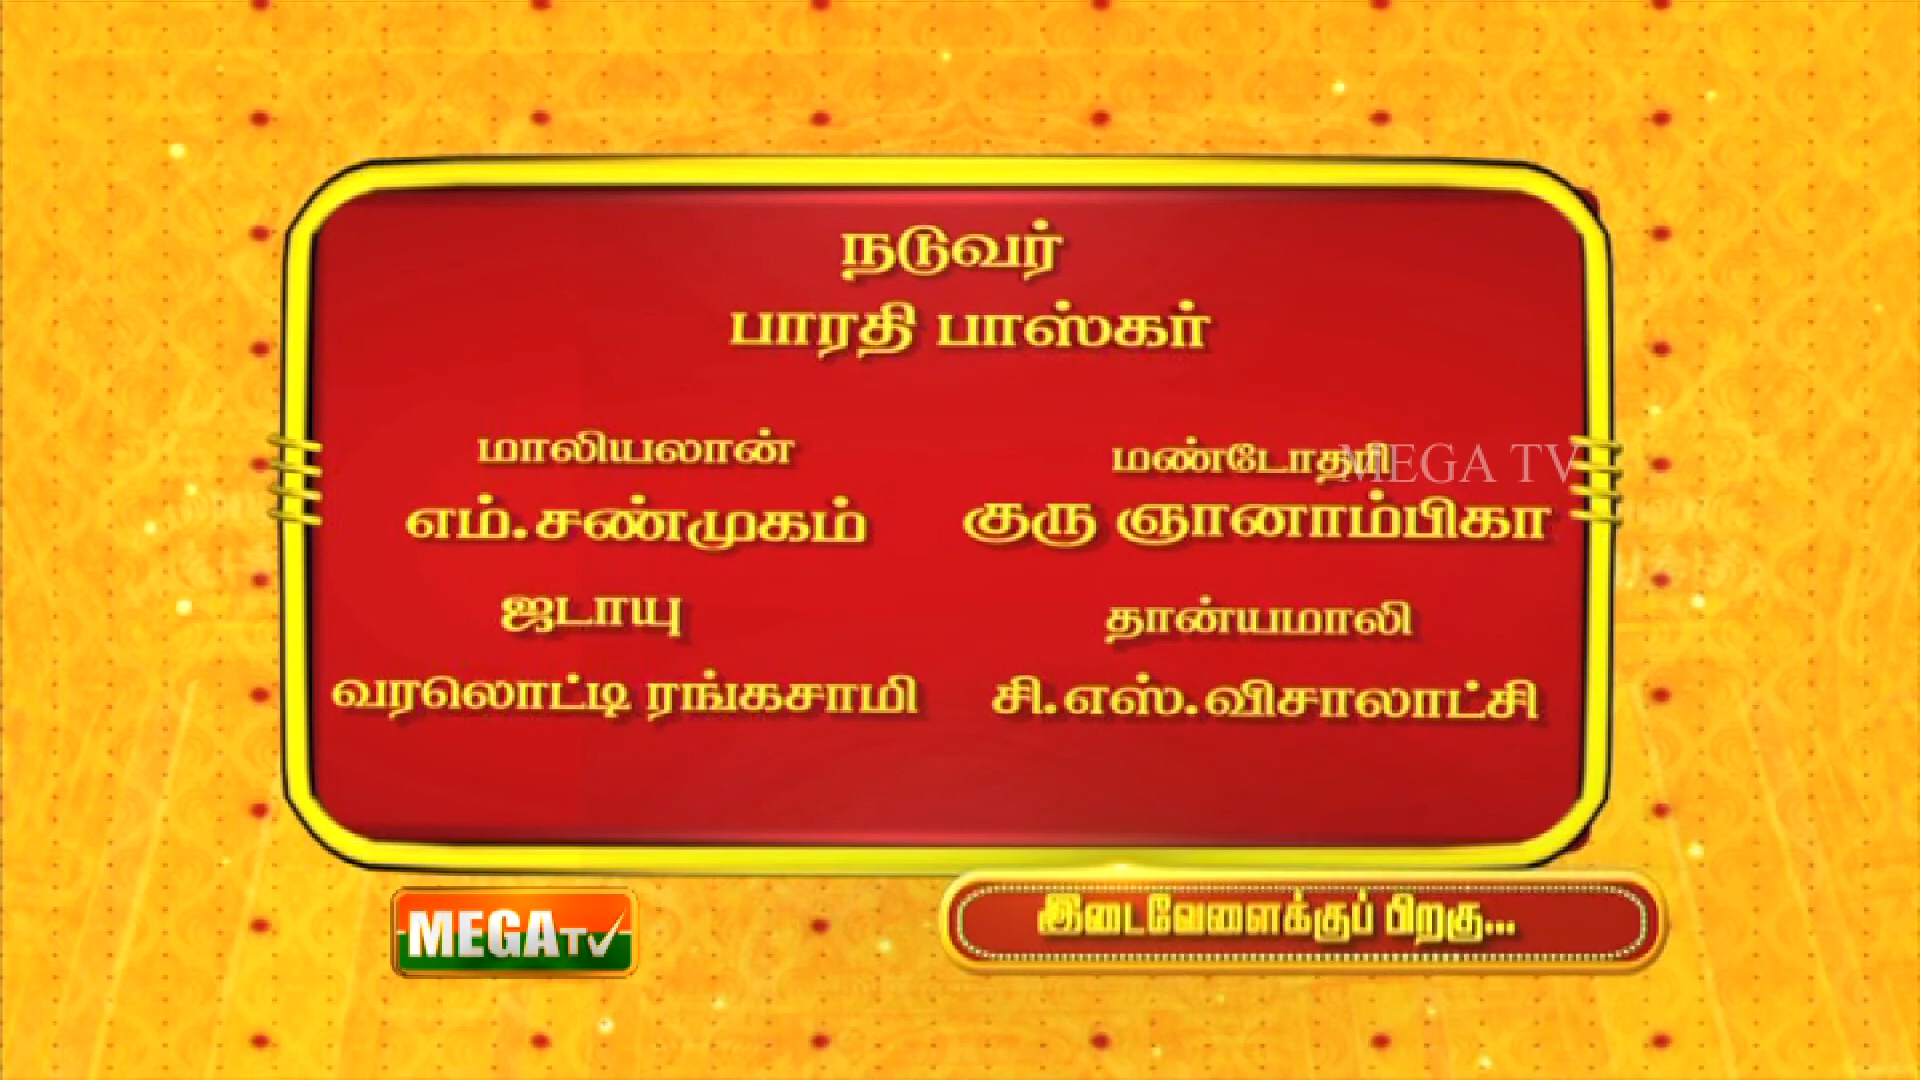 நடுவர்
பாரதி பாஸ்கர்
மாலியலான்
எம்.சண்முகம்
மண்டோதரி
குரு ஞானாம்பிகா
MEGA TV
ஜடாயு
வரலொட்டி ரங்கசாமி
தான்யமாலி
சி.எஸ்.விசாலாட்சி
MEGA TV
இடைவேளைக்குப் பிறகு...